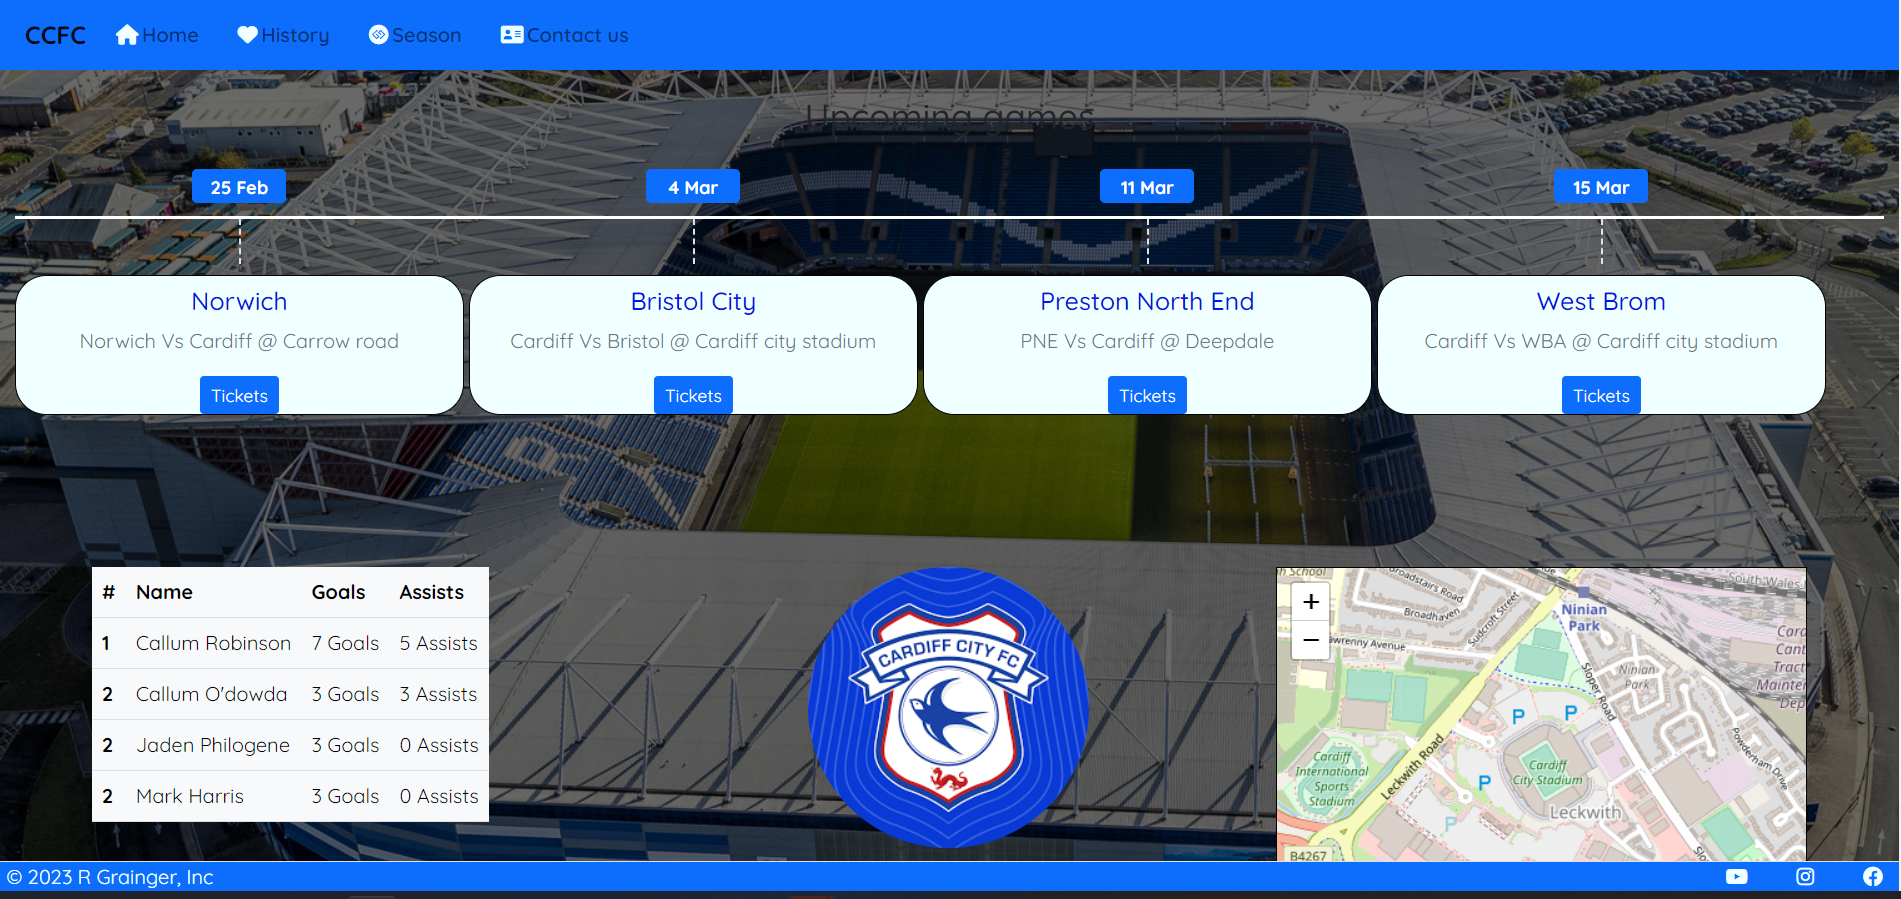 CCFC Home History Season Contact us
Upcoming games
25 Feb 4 Mar 11 Mar 15 Mar
Norwich
Norwich Vs Cardiff @ Carrow road
Tickets
Bristol City
Cardiff Vs Bristol @ Cardiff city stadium
Tickets
Preston North End
PNE Vs Cardiff @ Deepdale
Tickets
West Brom
Cardiff Vs WBA @ Cardiff city stadium
Tickets
# Name Goals Assists
1 Callum Robinson 7 Goals 5 Assists
2 Callum O'dowda 3 Goals 3 Assists
2 Jaden Philogene 3 Goals 0 Assists
2 Mark Harris 3 Goals 0 Assists
CARDIFF CITY FC
+
−
School
Broadstairs Road
Broadhaven
Sudcroft Street
Lawrenny Avenue
South Wales
Ninian
Park
Ninian
Park
Sloper Road
Mainten
P
P
P
P
Powderham Drive
Leckwith Road
Cardiff
International
Sports
Stadium
Cardiff
City Stadium
Leckwith
B4267
© 2023 R Grainger, Inc